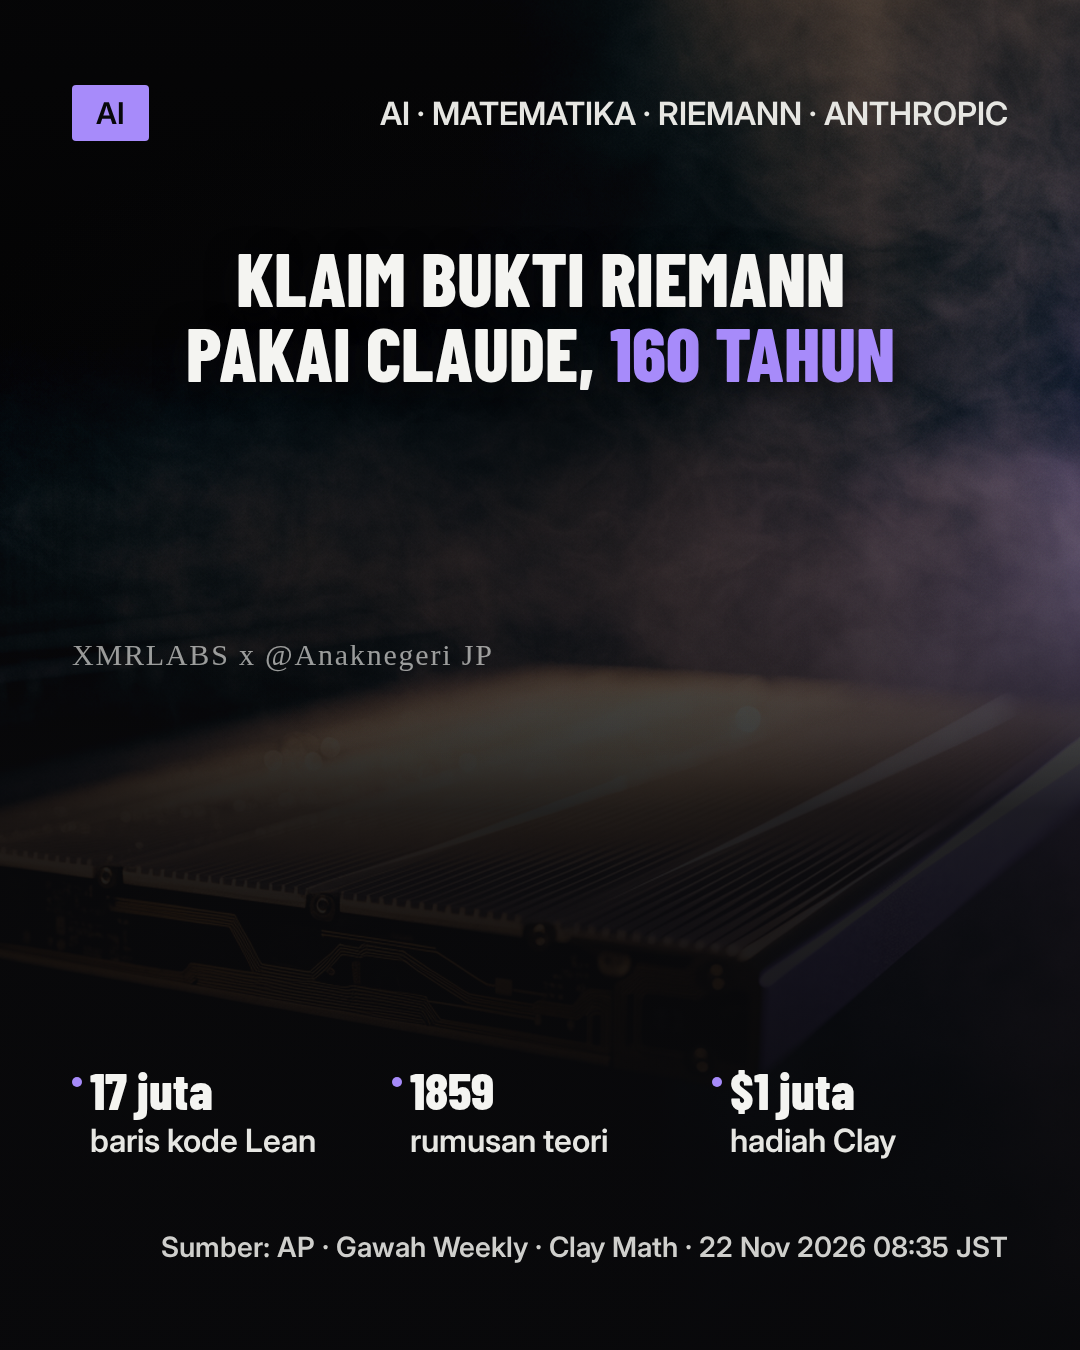 AI
AI · MATEMATIKA · RIEMANN · ANTHROPIC
KLAIM BUKTI RIEMANN
PAKAI CLAUDE, 160 TAHUN
XMRLABS x @Anaknegeri JP
17 juta
baris kode Lean
1859
rumusan teori
$1 juta
hadiah Clay
Sumber: AP · Gawah Weekly · Clay Math · 22 Nov 2026 08:35 JST